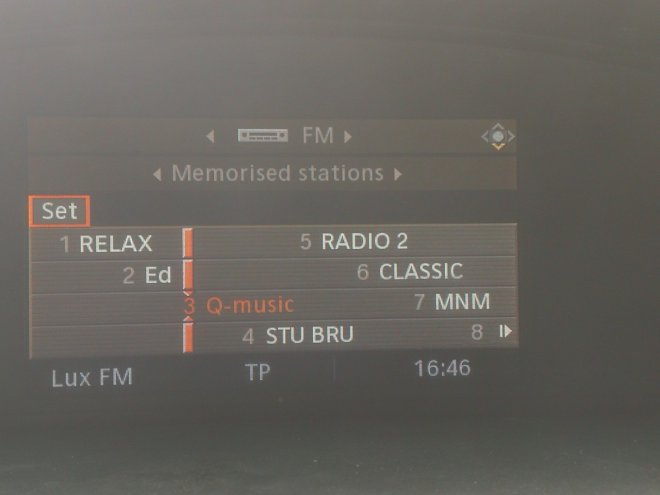 FM
Memorised stations
Set
1 RELAX 5 RADIO 2
2 Ed 6 CLASSIC
3 Q-music 7 MNM
4 STU BRU 8
Lux FM TP 16:46